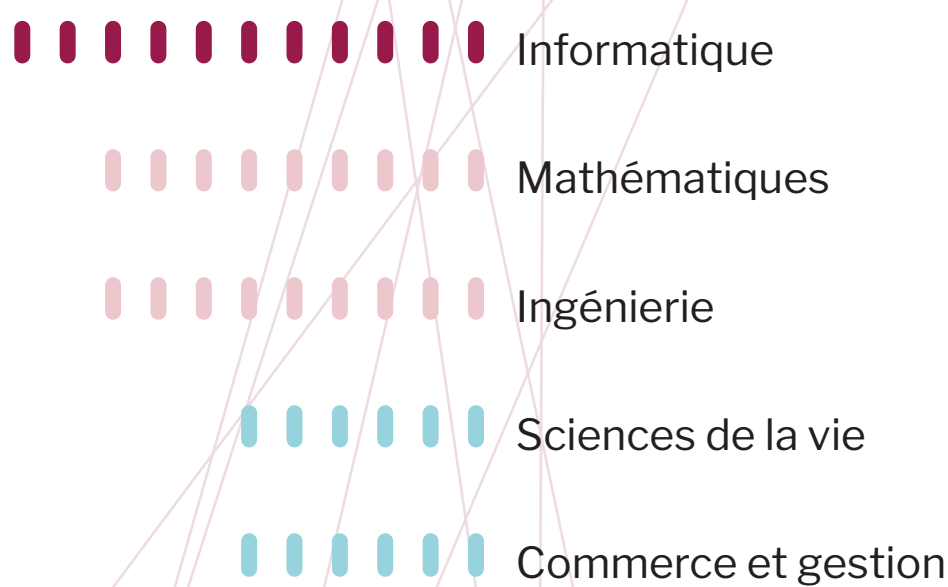 Informatique
Mathématiques
Ingénierie
Sciences de la vie
Commerce et gestion